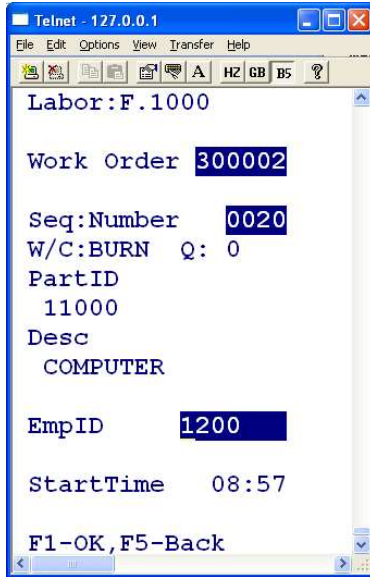 Telnet - 127.0.0.1
File Edit Options View Transfer Help
A HZ GB B5 ?
Labor:F.1000
Work Order 300002
Seq:Number 0020
W/C:BURN Q: 0
PartID
11000
Desc
COMPUTER
EmpID 1200
StartTime 08:57
F1-OK,F5-Back